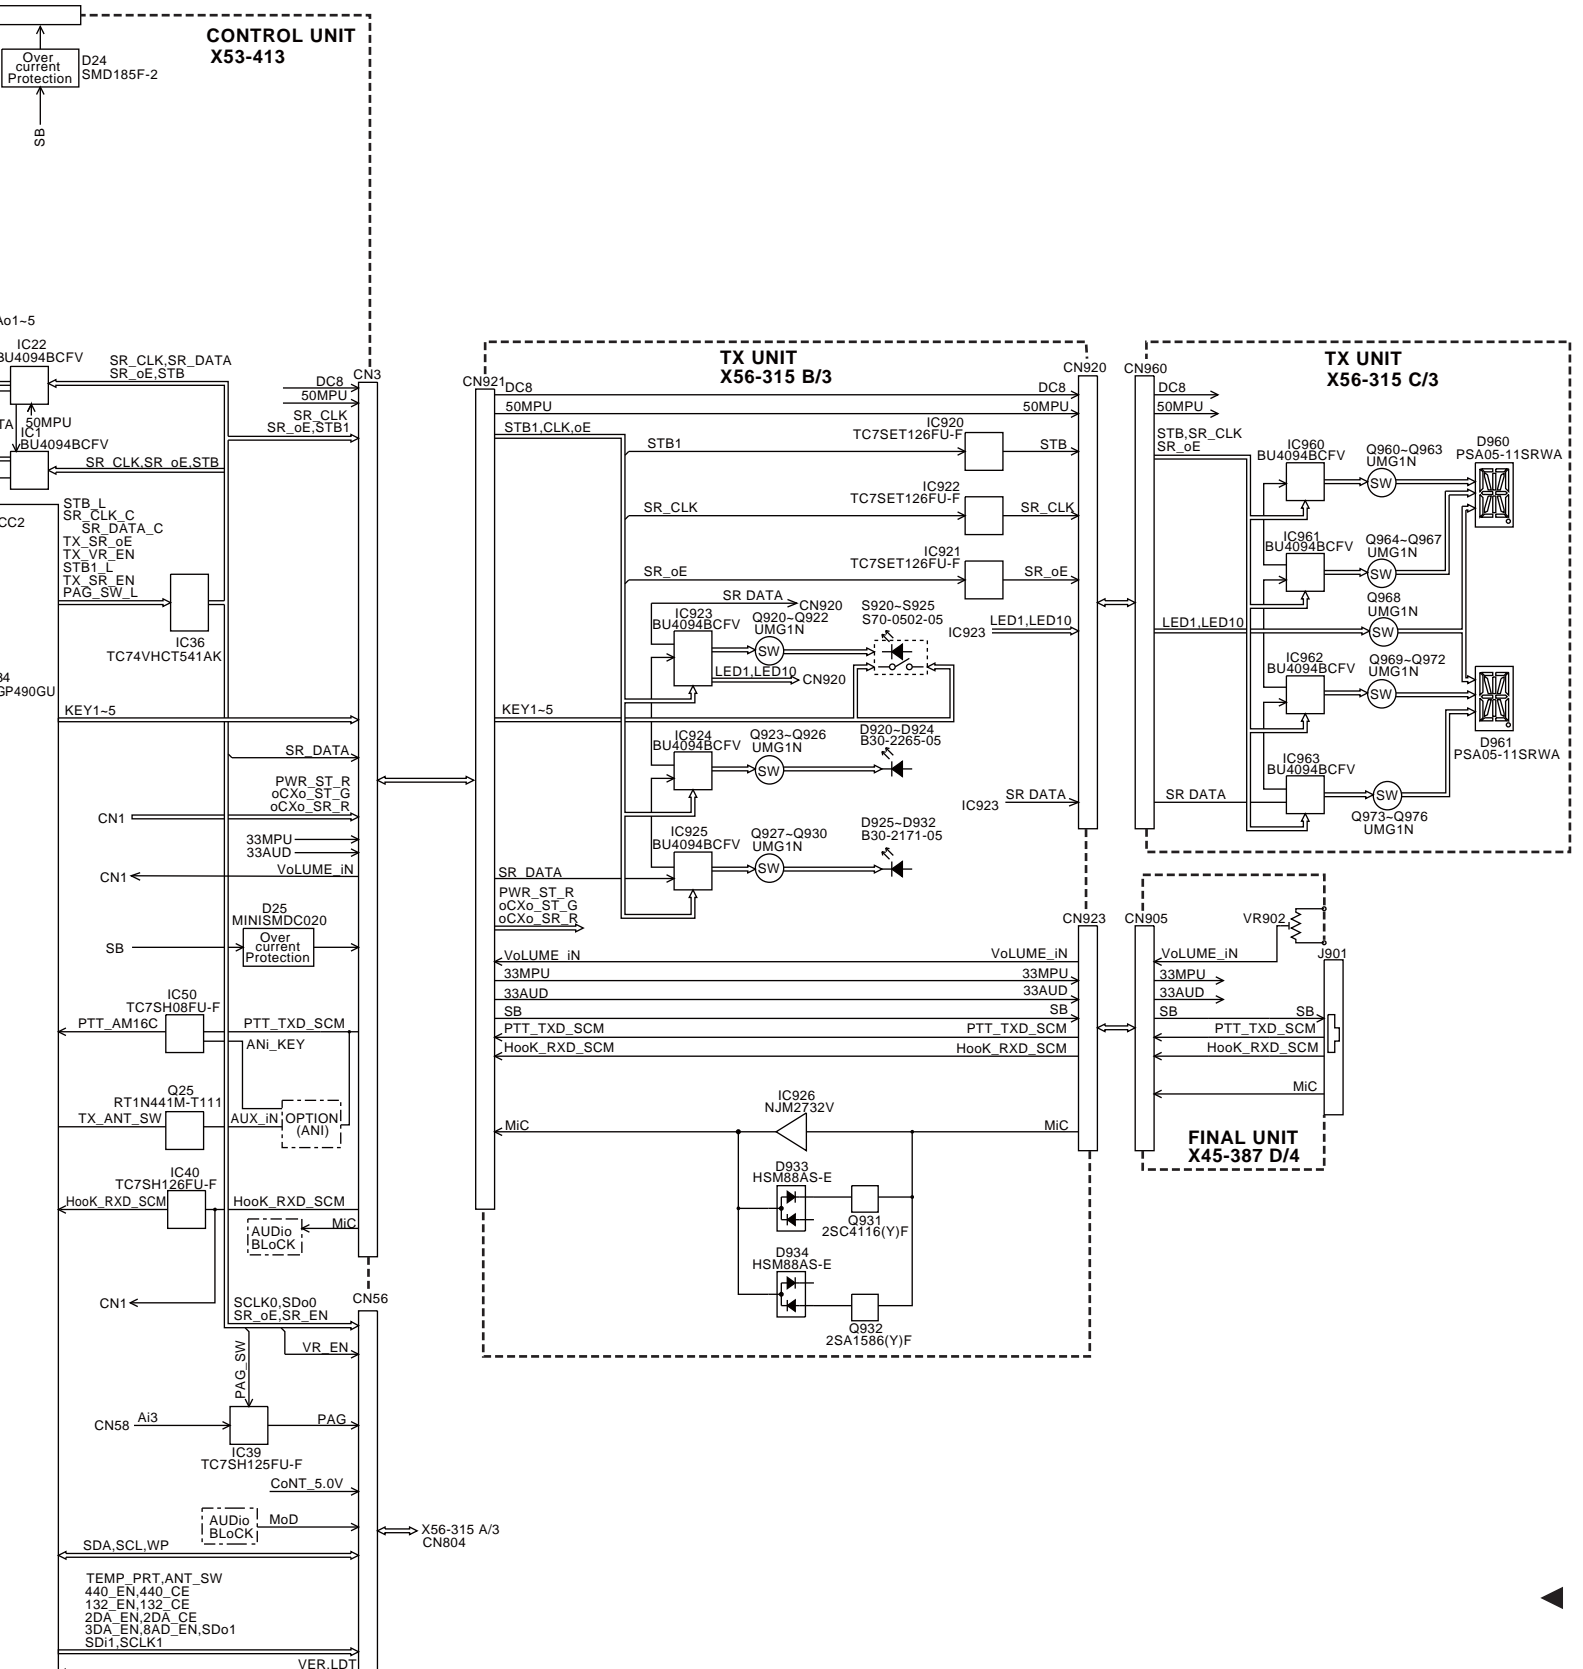 CONTROL UNIT
X53-413
Over
current
Protection
D24
SMD185F-2
SB
Ao1~5
IC22
BU4094BCFV
SR_CLK,SR_DATA
SR_oE,STB
50MPU
IC1
BU4094BCFV
SR_CLK,SR_oE,STB
STB_L
SR_CLK_C
SR_DATA_C
TX_SR_oE
TX_VR_EN
STB1_L
TX_SR_EN
PAG_SW_L
CC2
IC36
TC74VHCT541AK
34
GP490GU
KEY1~5
CN3
DC8
50MPU
SR_CLK
SR_oE,STB1
SR_DATA
PWR_ST_R
oCXo_ST_G
oCXo_SR_R
CN1
33MPU
33AUD
CN1
VoLUME_iN
D25
MINISMDC020
SB
Over
current
Protection
IC50
TC7SH08FU-F
PTT_AM16C
PTT_TXD_SCM
ANi_KEY
Q25
RT1N441M-T111
TX_ANT_SW
AUX_iN
OPTION
(ANI)
IC40
TC7SH126FU-F
HooK_RXD_SCM
HooK_RXD_SCM
AUDio
BLoCK
MiC
CN1
CN56
SCLK0,SDo0
SR_oE,SR_EN
VR_EN
PAG_SW
CN58
Ai3
PAG
IC39
TC7SH125FU-F
CoNT_5.0V
AUDio
BLoCK
MoD
X56-315 A/3
CN804
SDA,SCL,WP
TEMP_PRT,ANT_SW
440_EN,440_CE
132_EN,132_CE
2DA_EN,2DA_CE
3DA_EN,8AD_EN,SDo1
SDi1,SCLK1
VER,LDT
TX UNIT
X56-315 B/3
CN921
CN920
DC8
DC8
50MPU
50MPU
STB1,CLK,oE
IC920
TC7SET126FU-F
STB1
STB
IC922
TC7SET126FU-F
SR_CLK
SR_CLK
IC921
TC7SET126FU-F
SR_oE
SR_oE
SR DATA
CN920
IC923
BU4094BCFV
Q920~Q922
UMG1N
SW
S920~S925
S70-0502-05
IC923
LED1,LED10
LED1,LED10
CN920
KEY1~5
IC924
BU4094BCFV
Q923~Q926
UMG1N
SW
D920~D924
B30-2265-05
IC923
SR DATA
IC925
BU4094BCFV
Q927~Q930
UMG1N
SW
D925~D932
B30-2171-05
SR_DATA
PWR_ST_R
oCXo_ST_G
oCXo_SR_R
CN923
VoLUME_iN
VoLUME_iN
33MPU
33MPU
33AUD
33AUD
SB
SB
PTT_TXD_SCM
PTT_TXD_SCM
HooK_RXD_SCM
HooK_RXD_SCM
IC926
NJM2732V
MiC
MiC
D933
HSM88AS-E
Q931
2SC4116(Y)F
D934
HSM88AS-E
Q932
2SA1586(Y)F
TX UNIT
X56-315 C/3
CN960
DC8
50MPU
STB,SR_CLK
SR_oE
IC960
BU4094BCFV
Q960~Q963
UMG1N
SW
D960
PSA05-11SRWA
IC961
BU4094BCFV
Q964~Q967
UMG1N
SW
Q968
UMG1N
LED1,LED10
SW
IC962
BU4094BCFV
Q969~Q972
UMG1N
SW
D961
PSA05-11SRWA
IC963
BU4094BCFV
SR DATA
SW
Q973~Q976
UMG1N
CN905
VR902
J901
VoLUME_iN
33MPU
33AUD
SB
SB
PTT_TXD_SCM
HooK_RXD_SCM
MiC
FINAL UNIT
X45-387 D/4